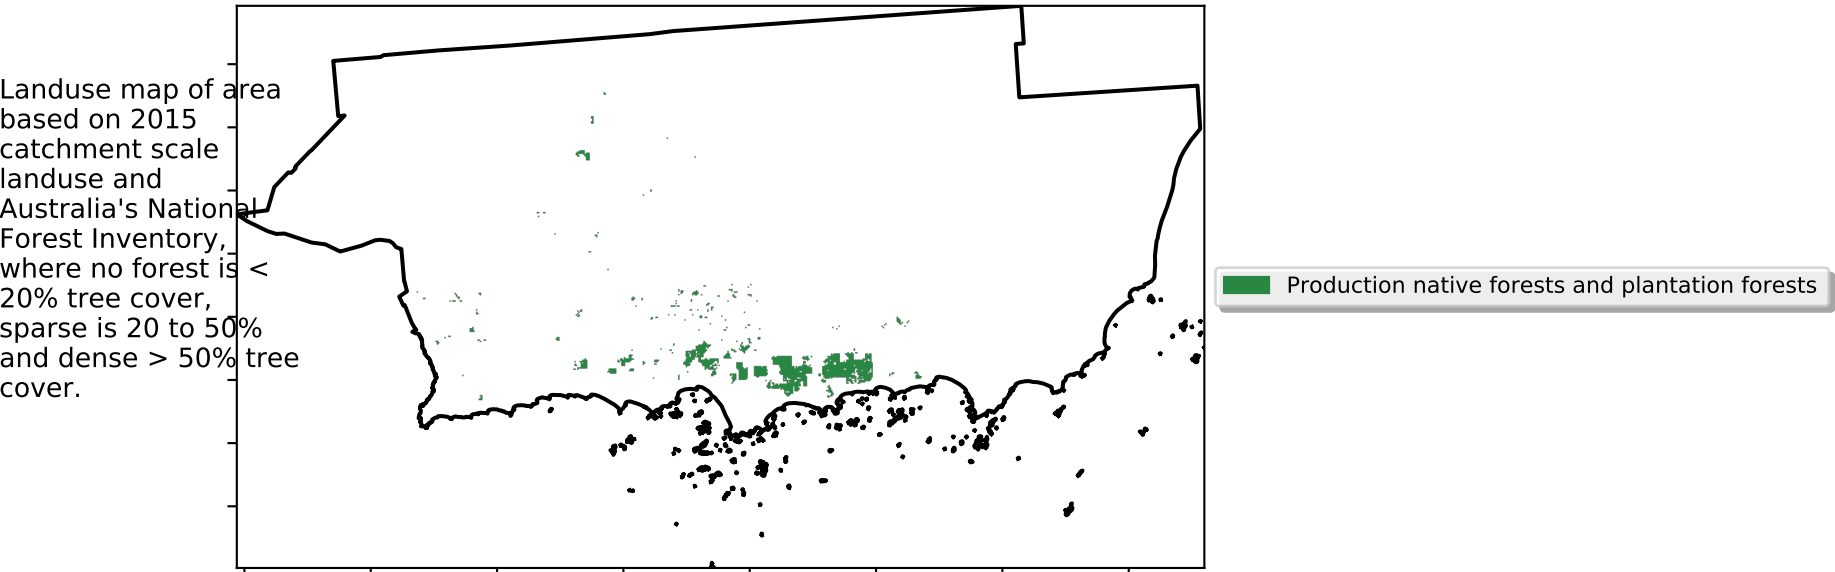 Landuse map of area
based on 2015
catchment scale
landuse and
Australia's National
Forest Inventory,
where no forest is <
20% tree cover,
sparse is 20 to 50%
and dense > 50% tree
cover.
Production native forests and plantation forests